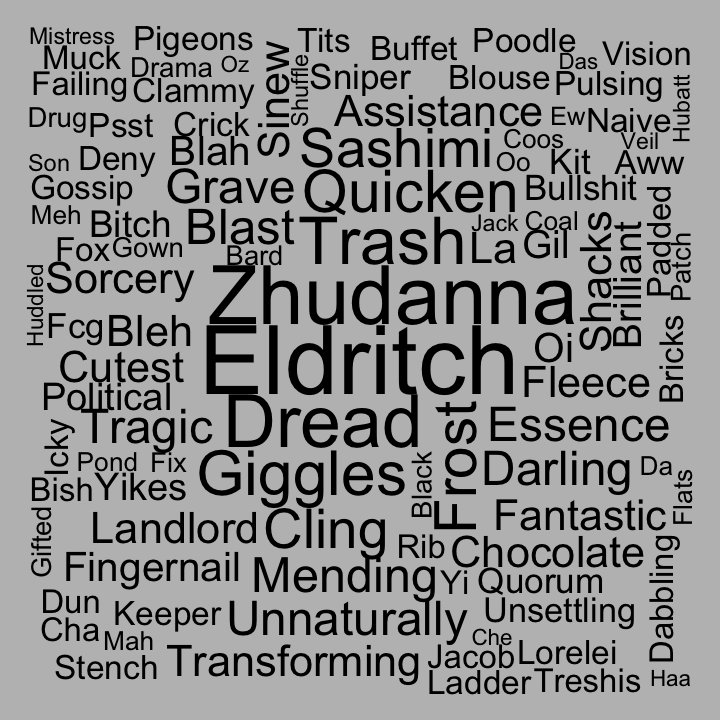 Mistress Pigeons Tits Buffet Poodle
Muck Drama Oz Sinew Shuffle Das Vision
Failing Clammy Sniper Blouse Pulsing Hubatt
Drug Psst Crick Assistance Ew Naive
Son Deny Blah Sashimi Coos Oo Kit Veil Aww
Gossip Grave Quicken Bullshit Padded
Meh Bitch Blast Trash Jack Coal
Fox Gown Bard La Gil Shacks Brilliant Patch
Huddled Sorcery Zhudanna
Fcg Bleh Eldritch Oi Bricks
Cutest Fleece
Political Dread Frost
Icky Tragic Essence
Pond Fix Giggles Black Darling Da
Bish Yikes Flats
Gifted Landlord Cling Fantastic
Fingernail Rib Chocolate Dabbling
Mending Yi Quorum
Dun Keeper Unnaturally Unsettling
Cha Mah Che
Stench Transforming Jacob Lorelei
Ladder Treshis Haa